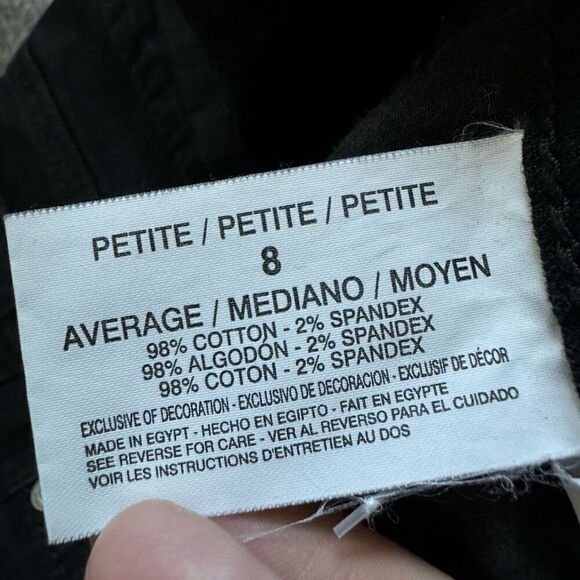 PETITE / PETITE / PETITE
8
AVERAGE / MEDIANO / MOYEN
98% COTTON - 2% SPANDEX
98% ALGODÓN - 2% SPANDEX
98% COTON - 2% SPANDEX
EXCLUSIVE OF DECORATION - EXCLUSIVO DE DECORACION - EXCLUSIF DE DÉCOR
MADE IN EGYPT - HECHO EN EGIPTO - FAIT EN EGYPTE
SEE REVERSE FOR CARE - VER AL REVERSO PARA EL CUIDADO
VOIR LES INSTRUCTIONS D'ENTRETIEN AU DOS